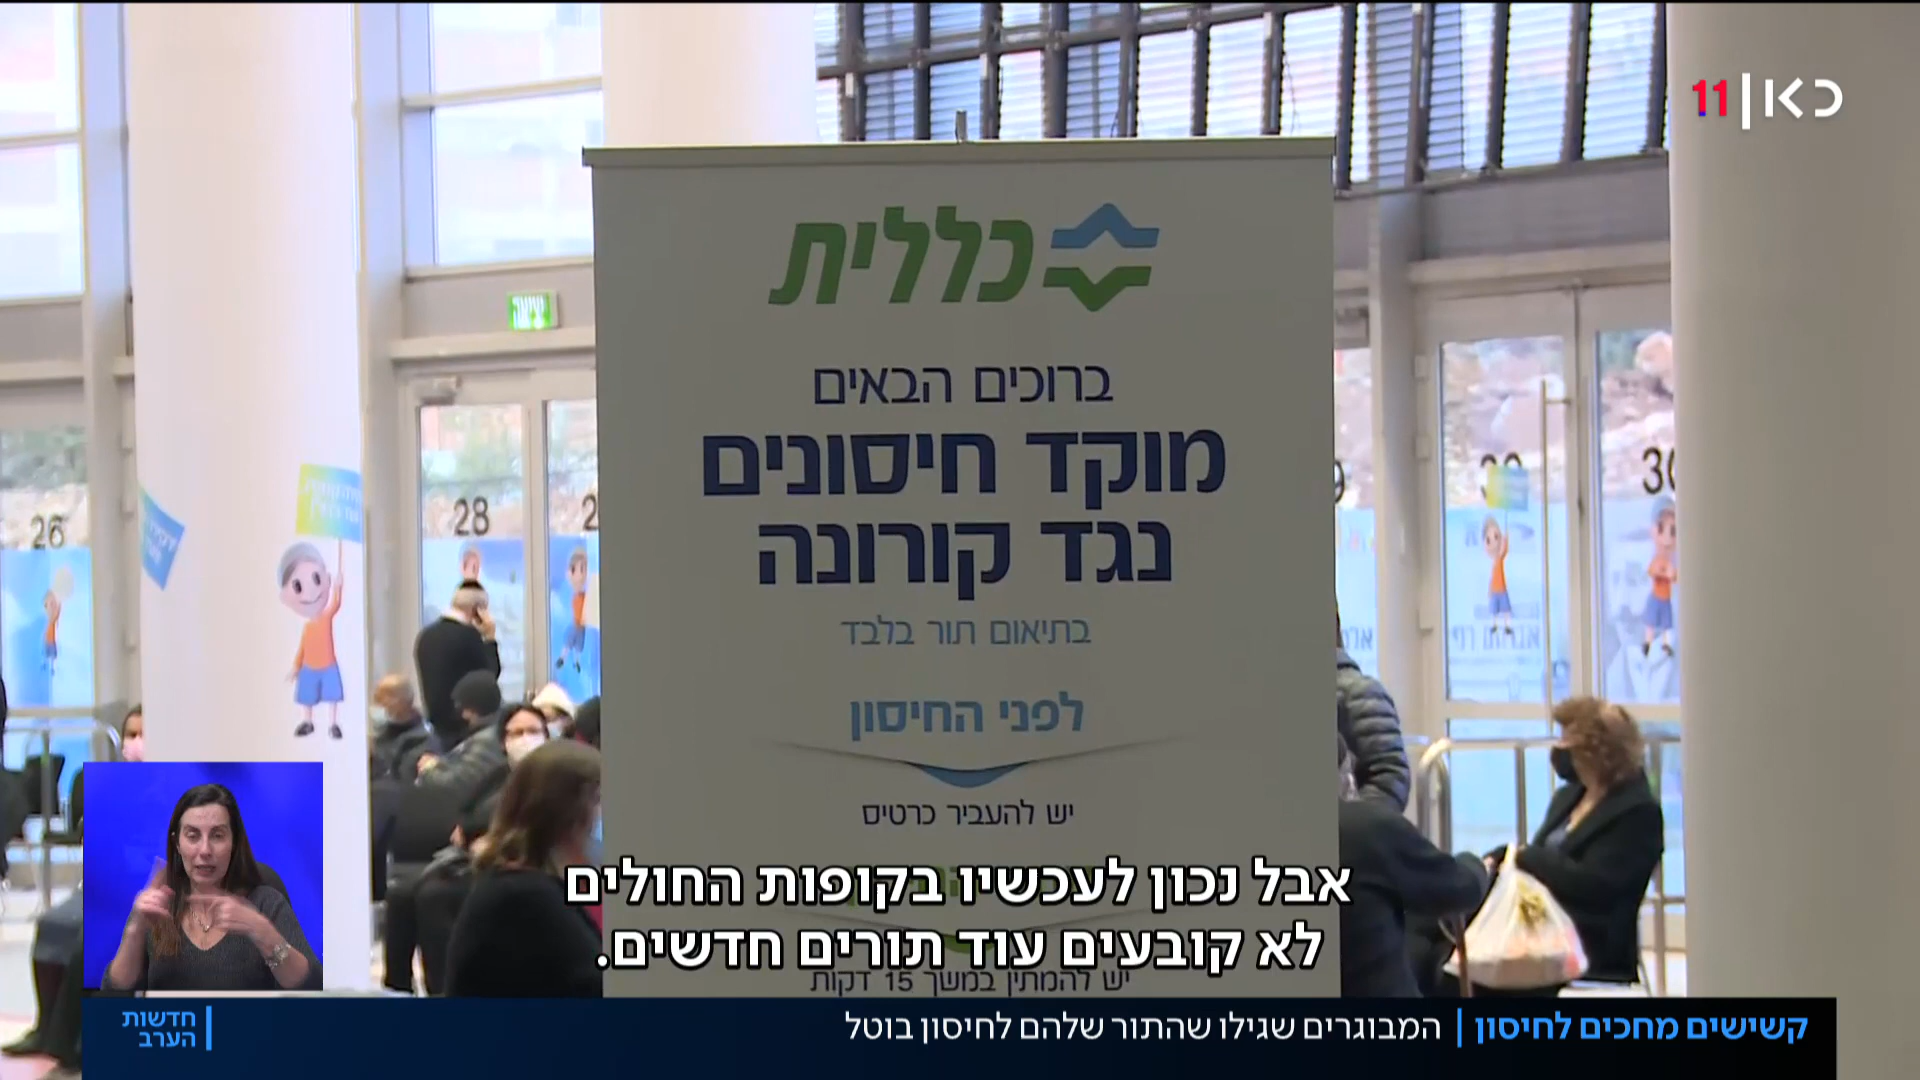 כאן | 11
כללית
ברוכים הבאים
מוקד חיסונים
נגד קורונה
בתיאום תור בלבד
לפני החיסון
יש להעביר כרטיס
26
28
30
אבל נכון לעכשיו בקופות החולים
לא קובעים עוד תורים חדשים.
יש להמתין במשך 15 דקות
קשישים מחכים לחיסון | המבוגרים שגילו שהתור שלהם לחיסון בוטל
חדשות
הערב